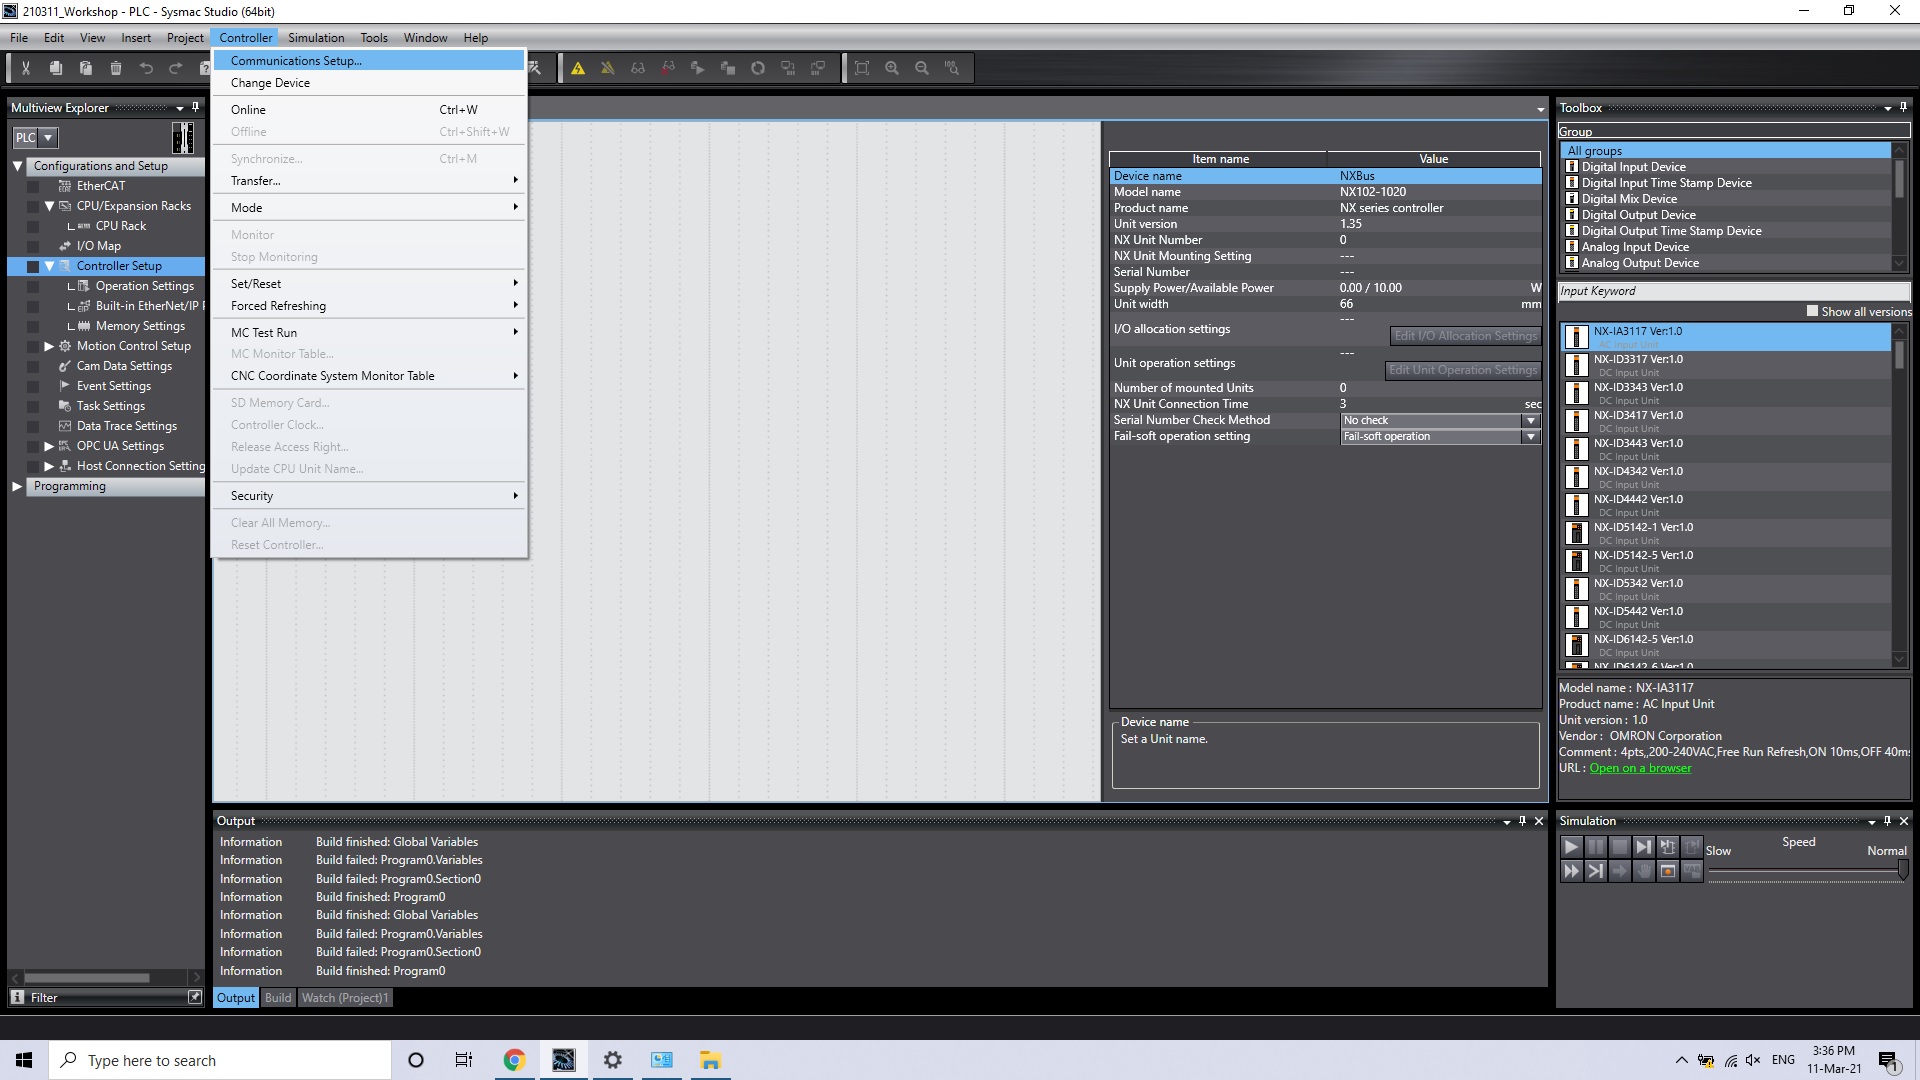 210311_Workshop - PLC - Sysmac Studio (64bit)
File Edit View Insert Project Controller Simulation Tools Window Help
Communications Setup...
Change Device
Online Ctrl+W
Offline Ctrl+Shift+W
Synchronize... Ctrl+M
Transfer...
Mode
Monitor
Stop Monitoring
Set/Reset
Forced Refreshing
MC Test Run
MC Monitor Table...
CNC Coordinate System Monitor Table
SD Memory Card...
Controller Clock...
Release Access Right...
Update CPU Unit Name...
Security
Clear All Memory...
Reset Controller...
Multiview Explorer
PLC
Configurations and Setup
EtherCAT
CPU/Expansion Racks
CPU Rack
I/O Map
Controller Setup
Operation Settings
Built-in EtherNet/IP
Memory Settings
Motion Control Setup
Cam Data Settings
Event Settings
Task Settings
Data Trace Settings
OPC UA Settings
Host Connection Setting
Programming
Filter
Item name Value
Device name NXBus
Model name NX102-1020
Product name NX series controller
Unit version 1.35
NX Unit Number 0
NX Unit Mounting Setting ---
Serial Number ---
Supply Power/Available Power 0.00 / 10.00 W
Unit width 66 mm
I/O allocation settings ---
Edit I/O Allocation Settings
Unit operation settings ---
Edit Unit Operation Settings
Number of mounted Units 0
NX Unit Connection Time 3 sec
Serial Number Check Method No check
Fail-soft operation setting Fail-soft operation
Device name
Set a Unit name.
Output
Information Build finished: Global Variables
Information Build failed: Program0.Variables
Information Build failed: Program0.Section0
Information Build finished: Program0
Information Build finished: Global Variables
Information Build failed: Program0.Variables
Information Build failed: Program0.Section0
Information Build finished: Program0
Output Build Watch (Project)1
Toolbox
Group
All groups
Digital Input Device
Digital Input Time Stamp Device
Digital Mix Device
Digital Output Device
Digital Output Time Stamp Device
Analog Input Device
Analog Output Device
Input Keyword
Show all versions
NX-IA3117 Ver:1.0
AC Input Unit
NX-ID3317 Ver:1.0
DC Input Unit
NX-ID3343 Ver:1.0
DC Input Unit
NX-ID3417 Ver:1.0
DC Input Unit
NX-ID3443 Ver:1.0
DC Input Unit
NX-ID4342 Ver:1.0
DC Input Unit
NX-ID4442 Ver:1.0
DC Input Unit
NX-ID5142-1 Ver:1.0
DC Input Unit
NX-ID5142-5 Ver:1.0
DC Input Unit
NX-ID5342 Ver:1.0
DC Input Unit
NX-ID5442 Ver:1.0
DC Input Unit
NX-ID6142-5 Ver:1.0
DC Input Unit
NX-ID6142-6 Ver:1.0
Model name : NX-IA3117
Product name : AC Input Unit
Unit version : 1.0
Vendor : OMRON Corporation
Comment : 4pts,,200-240VAC,Free Run Refresh,ON 10ms,OFF 40ms
URL : Open on a browser
Simulation
Speed
Slow Normal
Type here to search
ENG
3:36 PM
11-Mar-21
1